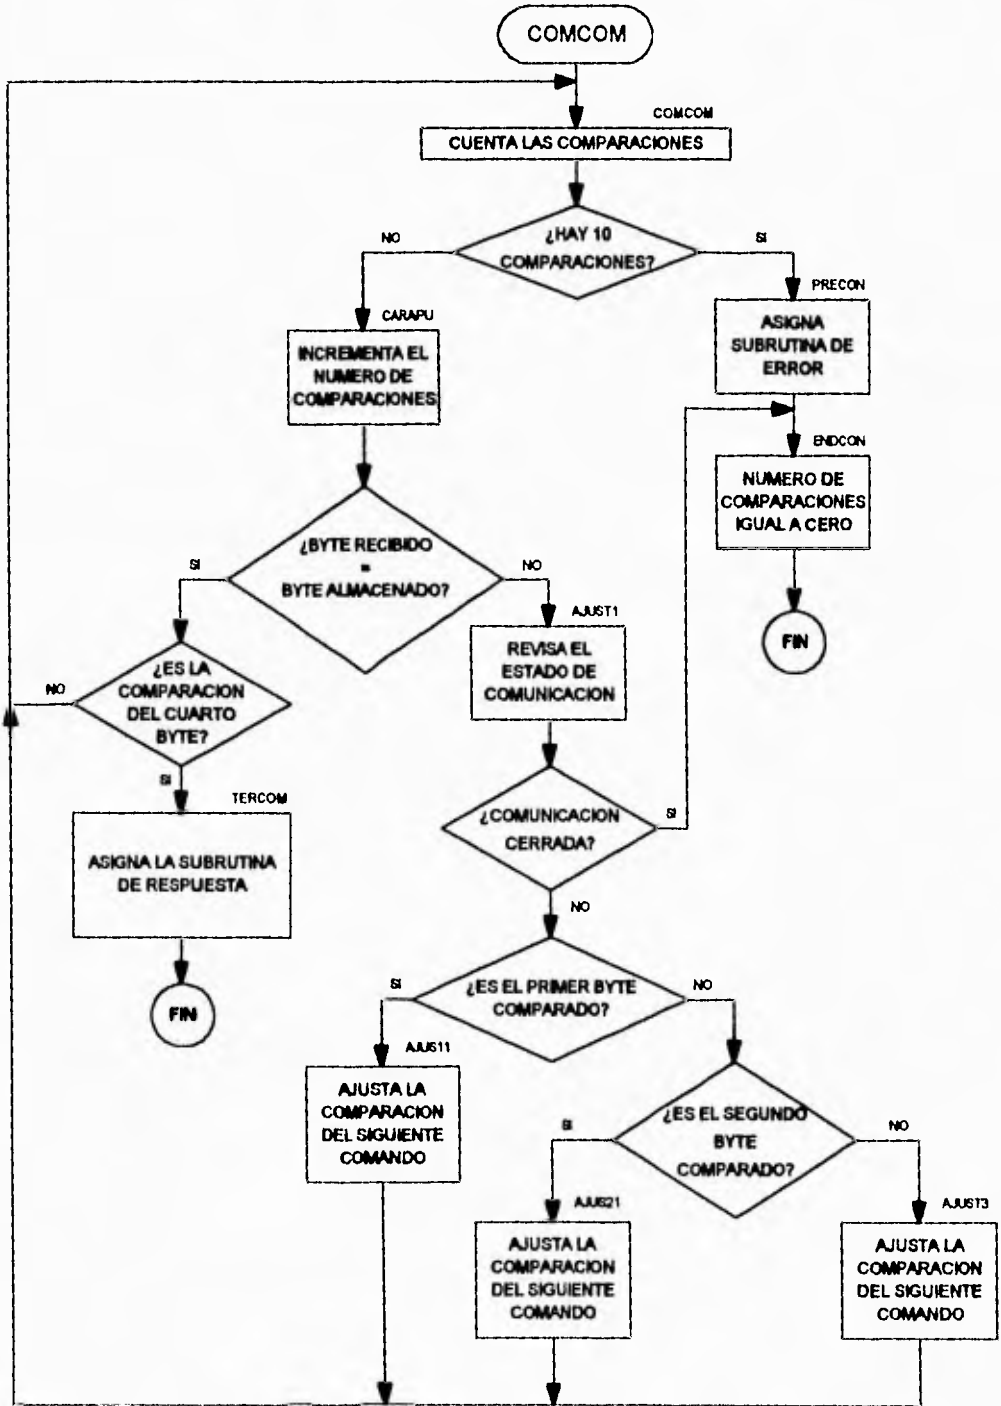 COMCOM
COMCOM
CUENTA LAS COMPARACIONES
¿HAY 10
COMPARACIONES?
NO
SI
CARAPU
INCREMENTA EL
NUMERO DE
COMPARACIONES
PRECON
ASIGNA
SUBRUTINA DE
ERROR
ENDCON
NUMERO DE
COMPARACIONES
IGUAL A CERO
FIN
¿BYTE RECIBIDO
=
BYTE ALMACENADO?
SI
NO
¿ES LA
COMPARACION
DEL CUARTO
BYTE?
NO
SI
TERCOM
ASIGNA LA SUBRUTINA
DE RESPUESTA
FIN
AJUST1
REVISA EL
ESTADO DE
COMUNICACION
¿COMUNICACION
CERRADA?
SI
NO
¿ES EL PRIMER BYTE
COMPARADO?
SI
NO
AJUS11
AJUSTA LA
COMPARACION
DEL SIGUIENTE
COMANDO
¿ES EL SEGUNDO
BYTE
COMPARADO?
SI
NO
AJUS21
AJUSTA LA
COMPARACION
DEL SIGUIENTE
COMANDO
AJUST3
AJUSTA LA
COMPARACION
DEL SIGUIENTE
COMANDO